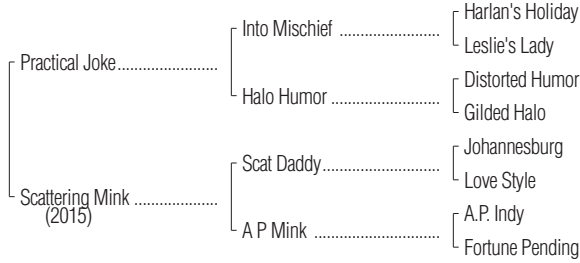 Harlan's Holiday
Into Mischief ....................
Leslie's Lady
Practical Joke........................
Distorted Humor
Halo Humor ......................
Gilded Halo
Johannesburg
Scat Daddy........................
Love Style
Scattering Mink ...................
(2015)
A.P. Indy
A P Mink .........................
Fortune Pending